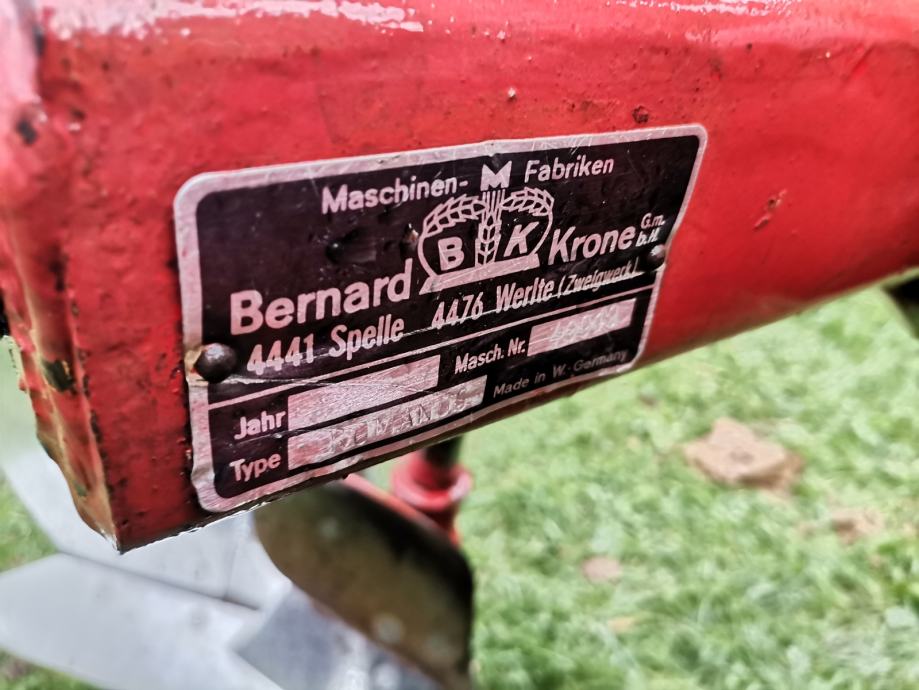 Maschinen- M Fabriken
B K
Bernard Krone G.m.b.H.
4441 Spelle 4476 Werlte (Zweigwerk)
Masch. Nr.
Jahr
Made in W.-Germany
Type